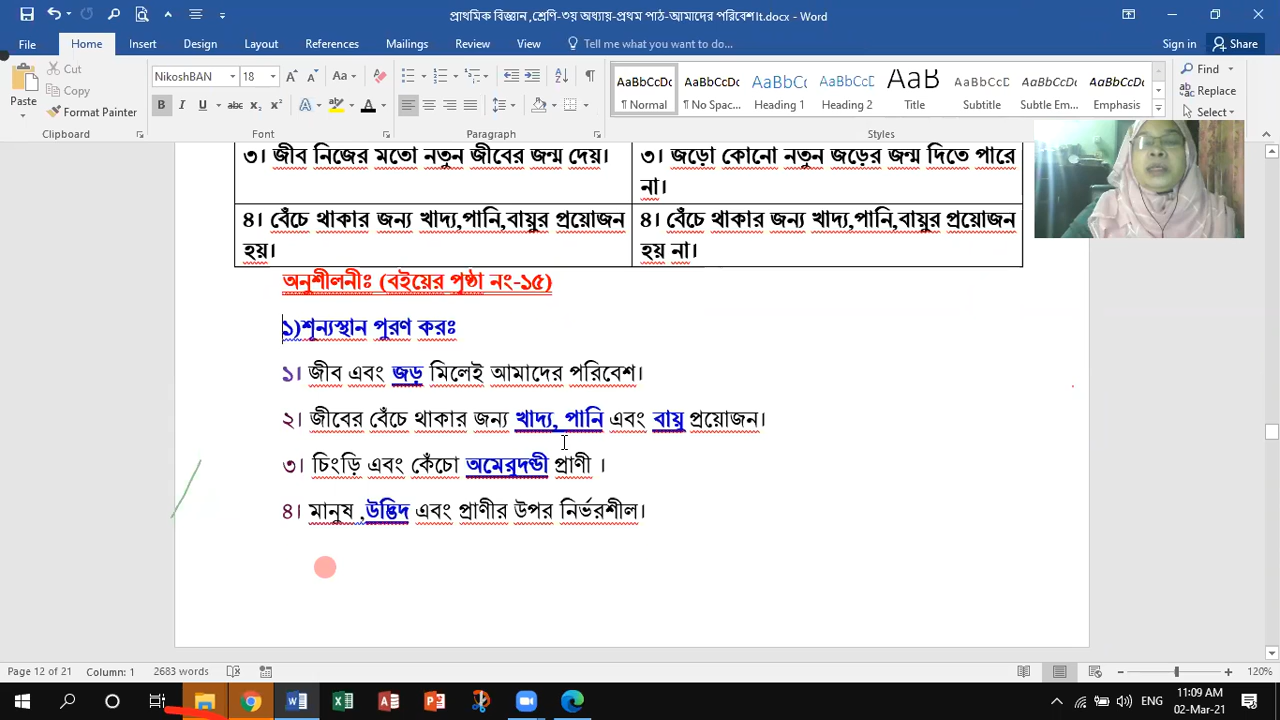 প্রাথমিক বিজ্ঞান ,শ্রেণি-৩য় অধ্যায়-প্রথম পাঠ-আমাদের পরিবেশ lt.docx - Word
File Home Insert Design Layout References Mailings Review View Tell me what you want to do... Sign in Share
Cut
Copy
Paste Format Painter
NikoshBAN 18
AaBbCcDc AaBbCcDc AaBbCc AaBbCcC AaB AaBbCcD AaBbCcDc AaBbCcDc
¶ Normal ¶ No Spac... Heading 1 Heading 2 Title Subtitle Subtle Em... Emphasis
Find
Replace
Select
Clipboard Font Paragraph Styles
৩। জীব নিজের মতো নতুন জীবের জন্ম দেয়।
৩। জড়ো কোনো নতুন জড়ের জন্ম দিতে পারে
না।
৪। বেঁচে থাকার জন্য খাদ্য,পানি,বায়ুর প্রয়োজন
হয়।
৪। বেঁচে থাকার জন্য খাদ্য,পানি,বায়ুর প্রয়োজন
হয় না।
অনুশীলনীঃ (বইয়ের পৃষ্ঠা নং-১৫)
১)শূন্যস্থান পুরণ করঃ
১। জীব এবং জড় মিলেই আমাদের পরিবেশ।
২। জীবের বেঁচে থাকার জন্য খাদ্য, পানি এবং বায়ু প্রয়োজন।
৩। চিংড়ি এবং কেঁচো অমেরুদন্ডী প্রাণী ।
৪। মানুষ ,উদ্ভিদ এবং প্রাণীর উপর নির্ভরশীল।
Page 12 of 21 Column: 1 2683 words 120%
ENG 11:09 AM
02-Mar-21